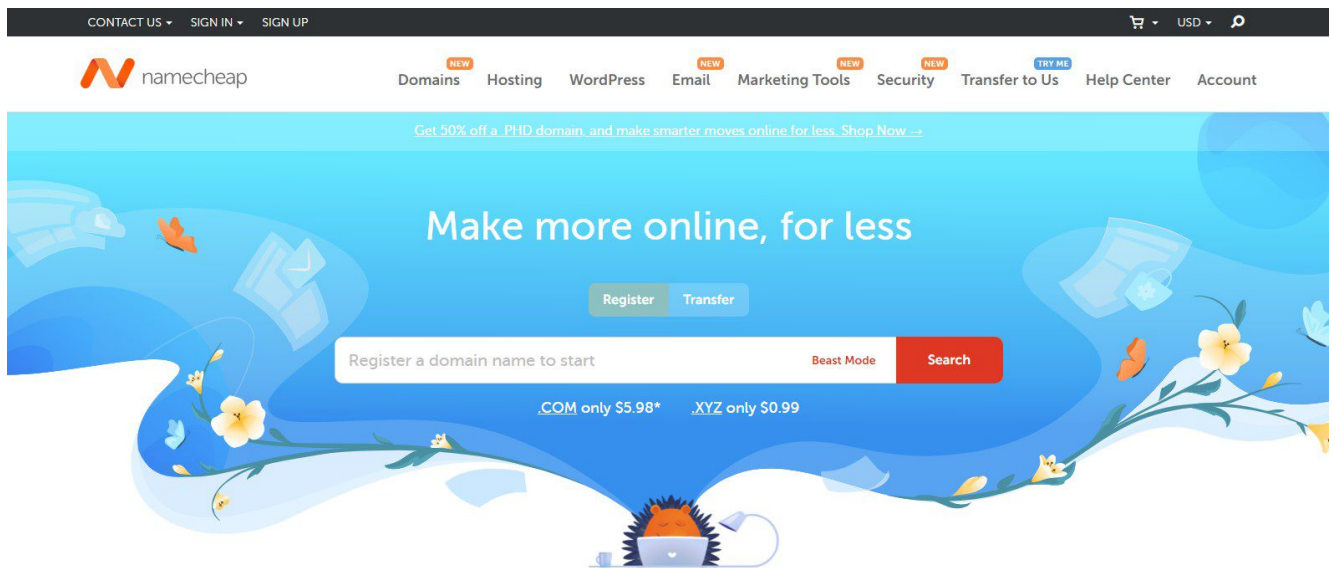 CONTACT US SIGN IN SIGN UP USD
namecheap
NEW NEW NEW NEW TRY ME
Domains Hosting WordPress Email Marketing Tools Security Transfer to Us Help Center Account
Get 50% off a .PHD domain, and make smarter moves online for less. Shop Now →
Make more online, for less
Register Transfer
Register a domain name to start Beast Mode Search
.COM only $5.98* .XYZ only $0.99